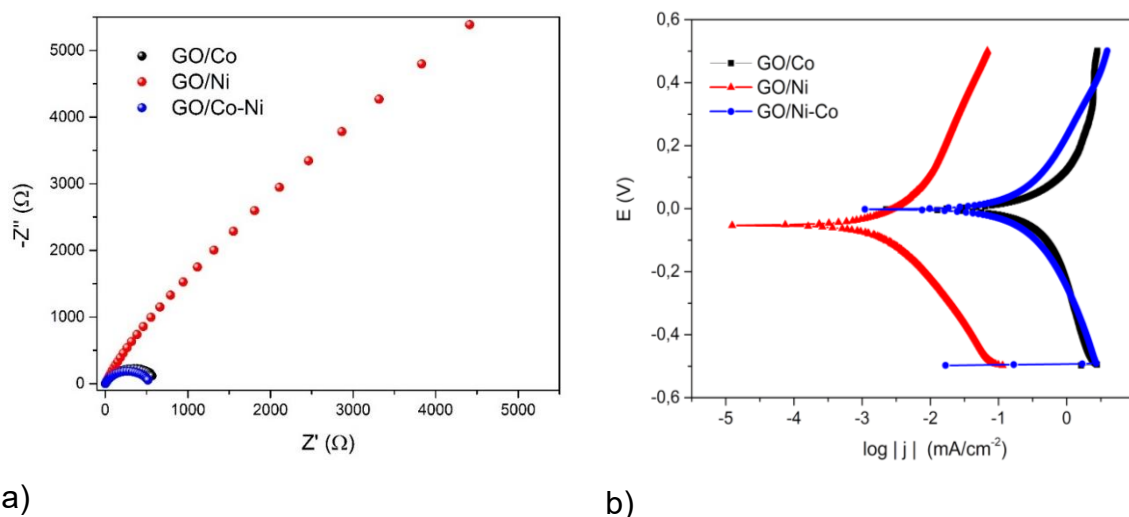 5000
4000
3000
2000
1000
0
-Z'' (Ω)
GO/Co
GO/Ni
GO/Co-Ni
0 1000 2000 3000 4000 5000
Z' (Ω)
a)
0,6
0,4
0,2
0,0
-0,2
-0,4
-0,6
E (V)
GO/Co
GO/Ni
GO/Ni-Co
-5 -4 -3 -2 -1 0
log | j | (mA/cm⁻²)
b)